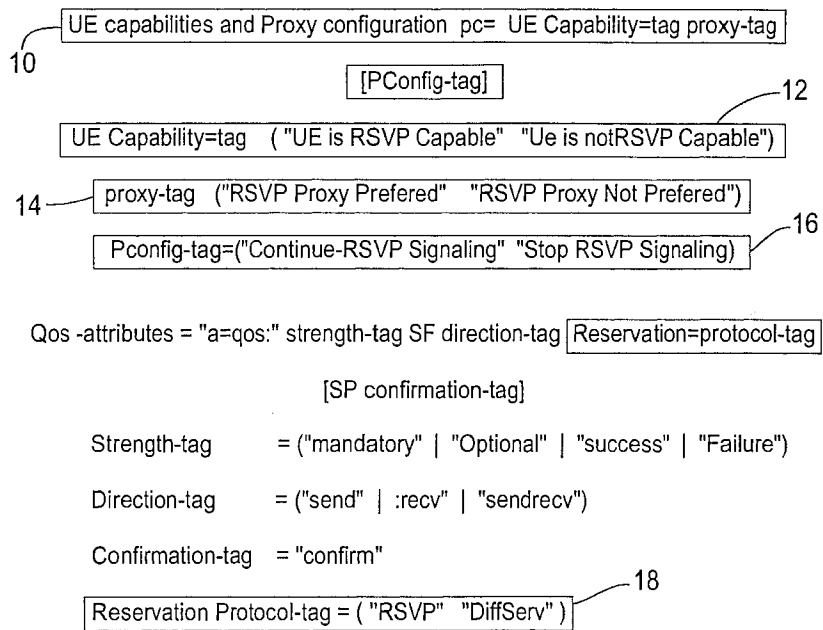 UE capabilities and Proxy configuration pc= UE Capability=tag proxy-tag
10
[PConfig-tag]
12
UE Capability=tag ( "UE is RSVP Capable" "Ue is notRSVP Capable")
14
proxy-tag ("RSVP Proxy Prefered" "RSVP Proxy Not Prefered")
16
Pconfig-tag=("Continue-RSVP Signaling" "Stop RSVP Signaling)
Qos -attributes = "a=qos:" strength-tag SF direction-tag Reservation=protocol-tag
[SP confirmation-tag]
Strength-tag = ("mandatory" | "Optional" | "success" | "Failure")
Direction-tag = ("send" | :recv" | "sendrecv")
Confirmation-tag = "confirm"
18
Reservation Protocol-tag = ( "RSVP" "DiffServ" )